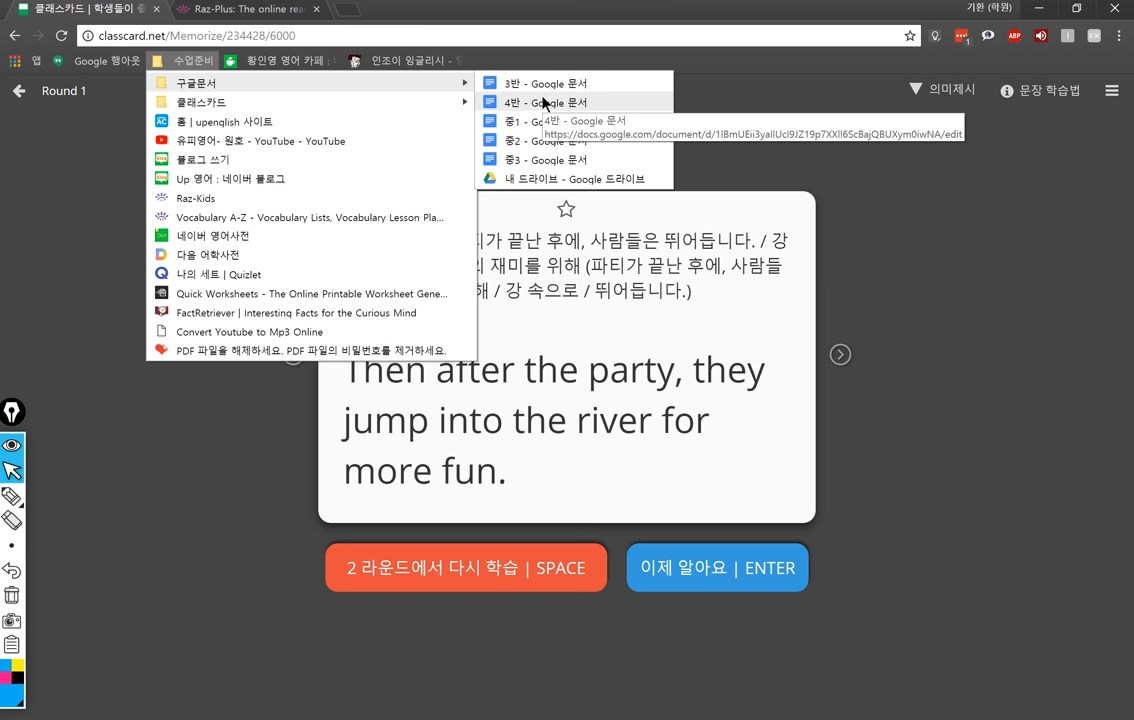 클래스카드 | 학생들이
Raz-Plus: The online rea
기환 (학원)
classcard.net/Memorize/234428/6000
ABP
1
앱
Google 행아웃
수업준비
황인영 영어 카페 :
인조이 잉글리시 -
Round 1
의미제시
문장 학습법
구글문서
클래스카드
홈 | upenglish 사이트
유피영어- 원호 - YouTube - YouTube
블로그 쓰기
Up 영어 : 네이버 블로그
Raz-Kids
Vocabulary A-Z - Vocabulary Lists, Vocabulary Lesson Pla...
네이버 영어사전
다음 어학사전
나의 세트 | Quizlet
Quick Worksheets - The Online Printable Worksheet Gene...
FactRetriever | Interesting Facts for the Curious Mind
Convert Youtube to Mp3 Online
PDF 파일을 해제하세요. PDF 파일의 비밀번호를 제거하세요.
3반 - Google 문서
4반 - Google 문서
중1 -
중2 - Google 문서
중3 - Google 문서
내 드라이브 - Google 드라이브
4반 - Google 문서
끝난 후에, 사람들은 뛰어듭니다. / 강
재미를 위해 (파티가 끝난 후에, 사람들
/ 강 속으로 / 뛰어듭니다.)
Then after the party, they
jump into the river for
more fun.
2 라운드에서 다시 학습 | SPACE
이제 알아요 | ENTER